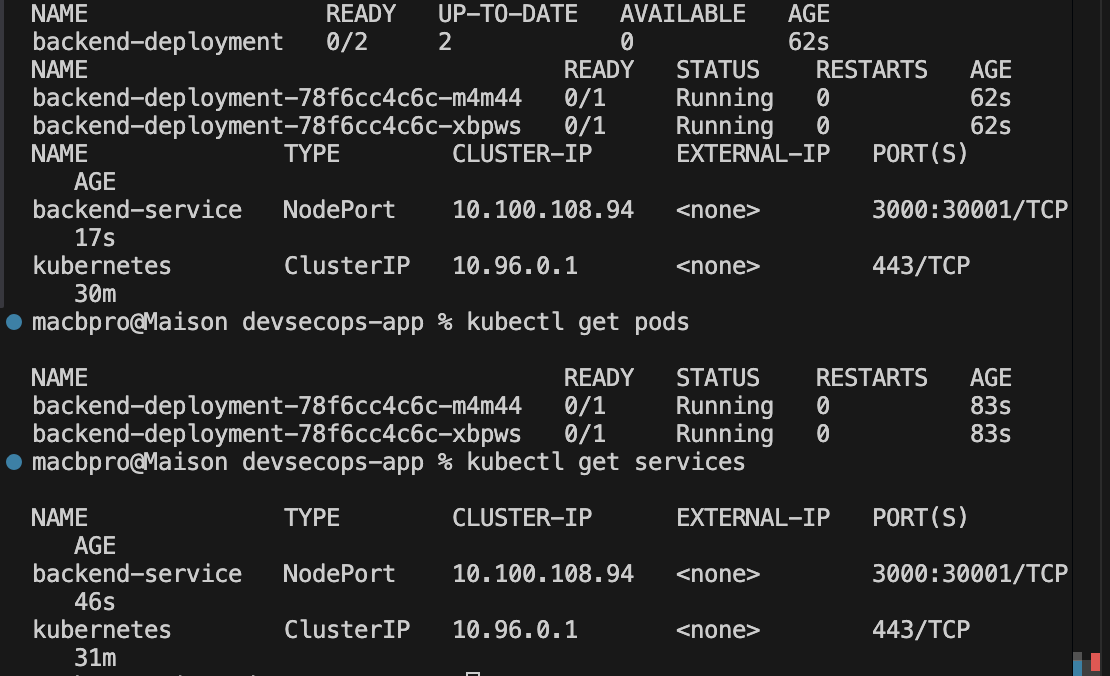 NAME READY UP-TO-DATE AVAILABLE AGE
backend-deployment 0/2 2 0 62s
NAME READY STATUS RESTARTS AGE
backend-deployment-78f6cc4c6c-m4m44 0/1 Running 0 62s
backend-deployment-78f6cc4c6c-xbpws 0/1 Running 0 62s
NAME TYPE CLUSTER-IP EXTERNAL-IP PORT(S)
AGE
backend-service NodePort 10.100.108.94 <none> 3000:30001/TCP
17s
kubernetes ClusterIP 10.96.0.1 <none> 443/TCP
30m
macbpro@Maison devsecops-app % kubectl get pods
NAME READY STATUS RESTARTS AGE
backend-deployment-78f6cc4c6c-m4m44 0/1 Running 0 83s
backend-deployment-78f6cc4c6c-xbpws 0/1 Running 0 83s
macbpro@Maison devsecops-app % kubectl get services
NAME TYPE CLUSTER-IP EXTERNAL-IP PORT(S)
AGE
backend-service NodePort 10.100.108.94 <none> 3000:30001/TCP
46s
kubernetes ClusterIP 10.96.0.1 <none> 443/TCP
31m